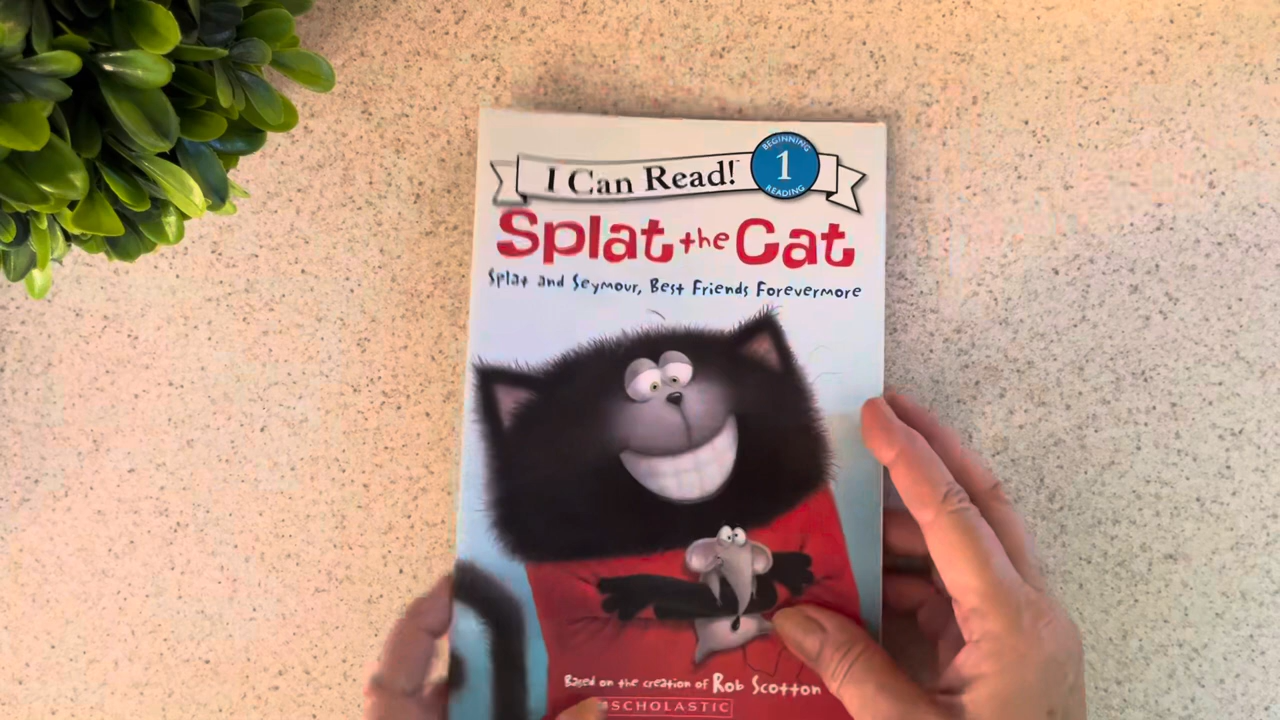 I Can Read!™
BEGINNING
1
READING
Splat the Cat
Splat and Seymour, Best Friends Forevermore
Based on the creation of Rob Scotton
SCHOLASTIC